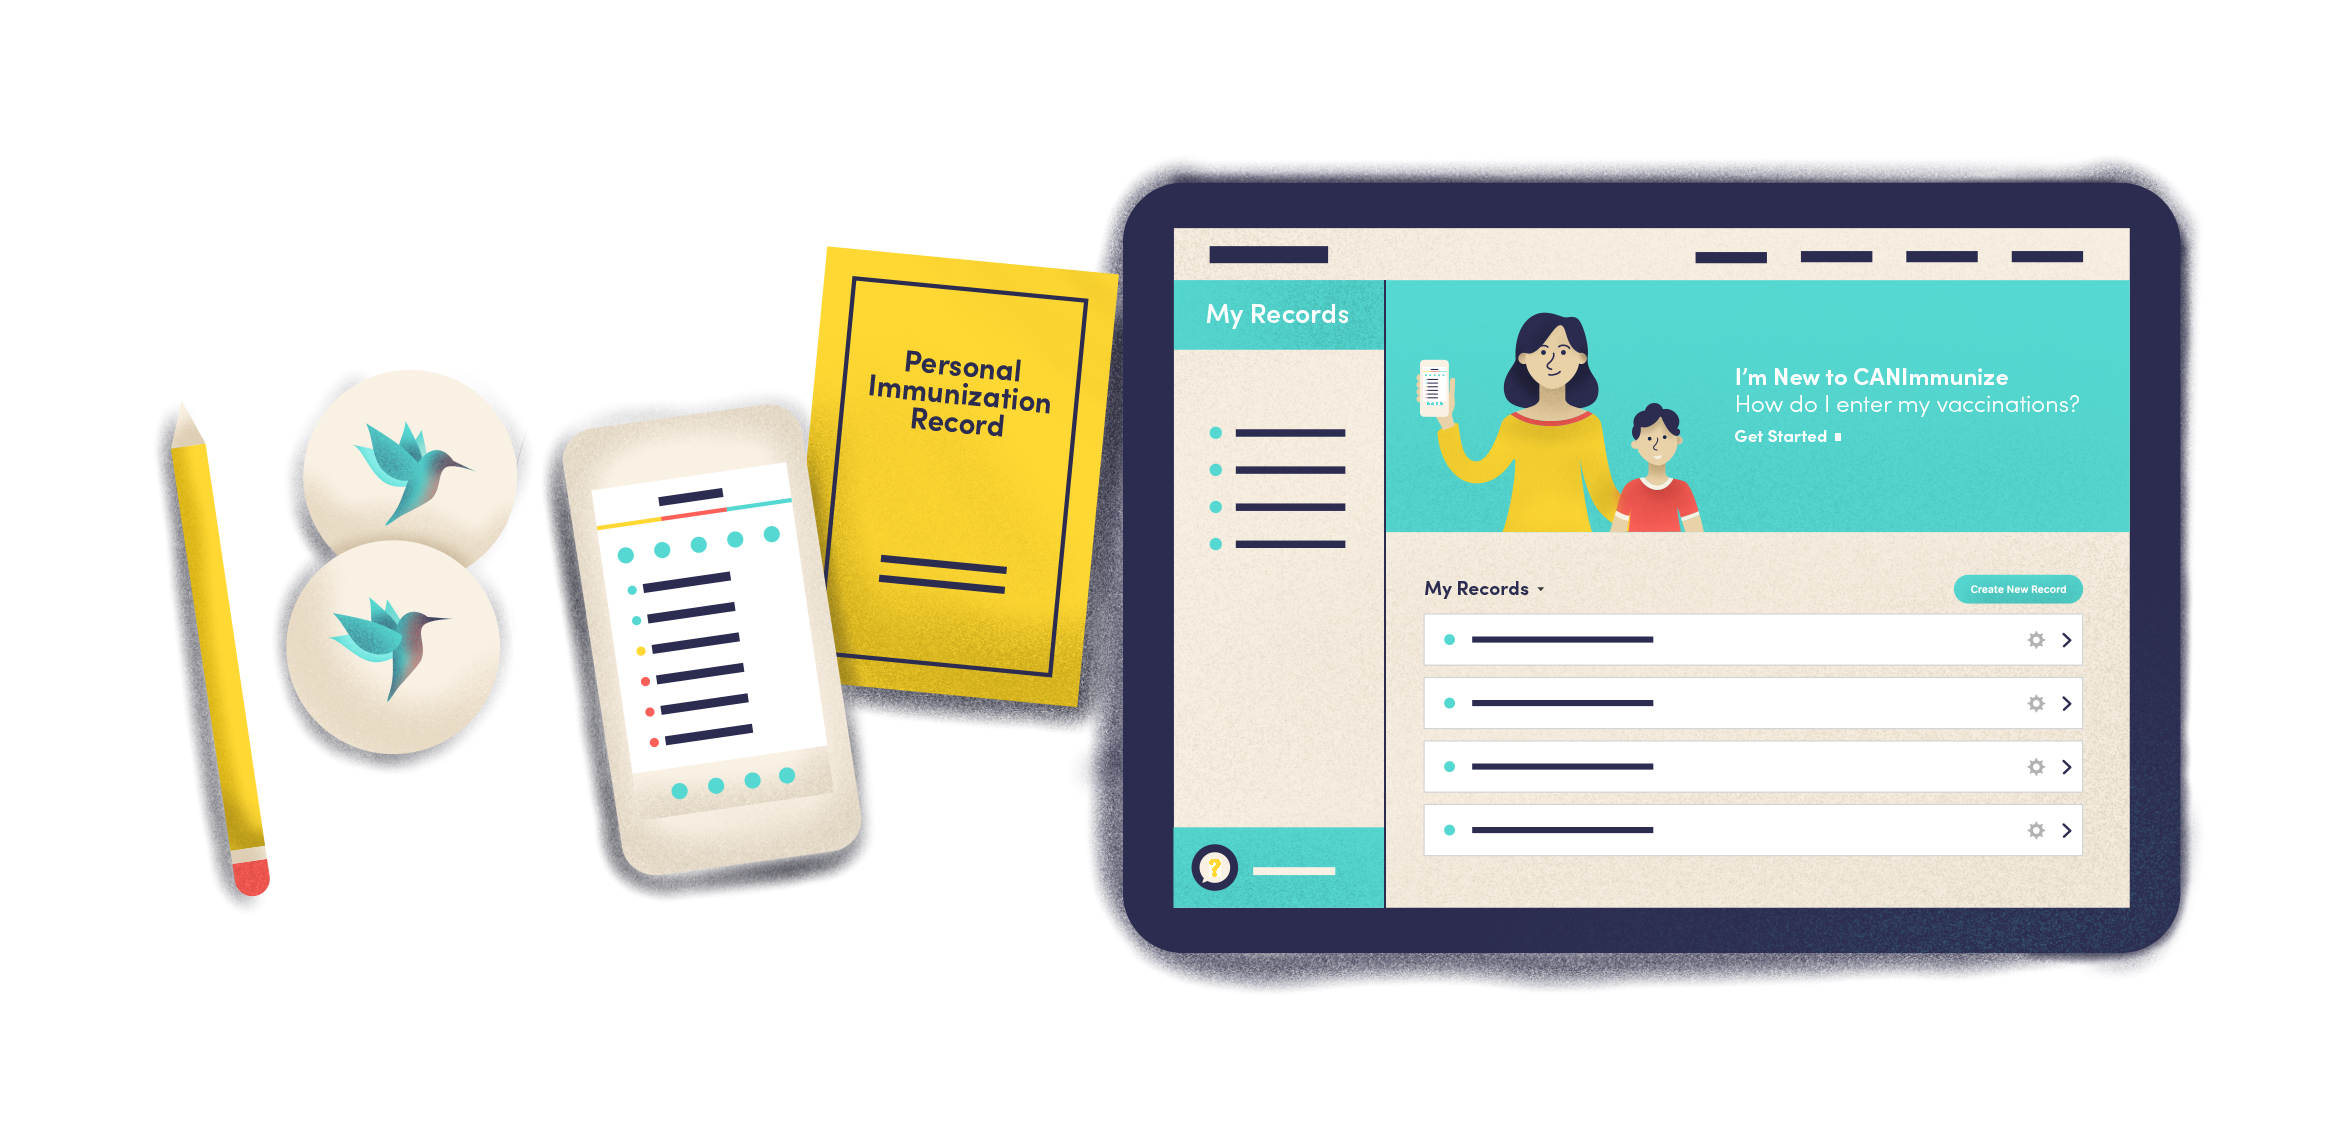 Personal
Immunization
Record
My Records
I'm New to CANImmunize
How do I enter my vaccinations?
Get Started
My Records
Create New Record
?